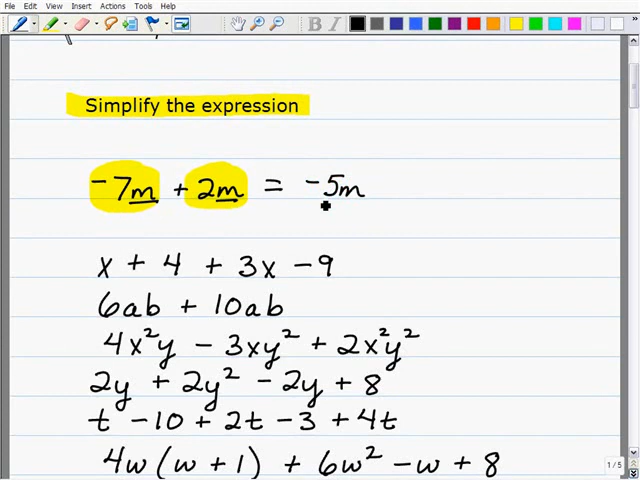 File Edit View Insert Actions Tools Help
Simplify the expression
-7m + 2m = -5m
x + 4 + 3x - 9
6ab + 10ab
4x²y - 3xy² + 2x²y²
2y + 2y² - 2y + 8
t - 10 + 2t - 3 + 4t
4w (w + 1) + 6w² - w + 8
1 / 5